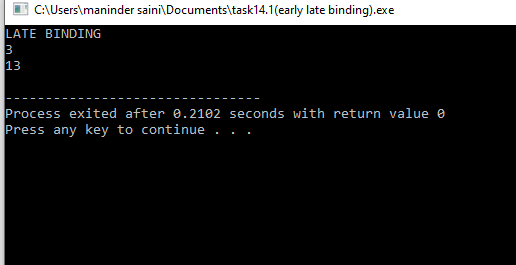 C:\Users\maninder saini\Documents\task14.1(early late binding).exe
LATE BINDING
3
13
--------------------------------
Process exited after 0.2102 seconds with return value 0
Press any key to continue . . .